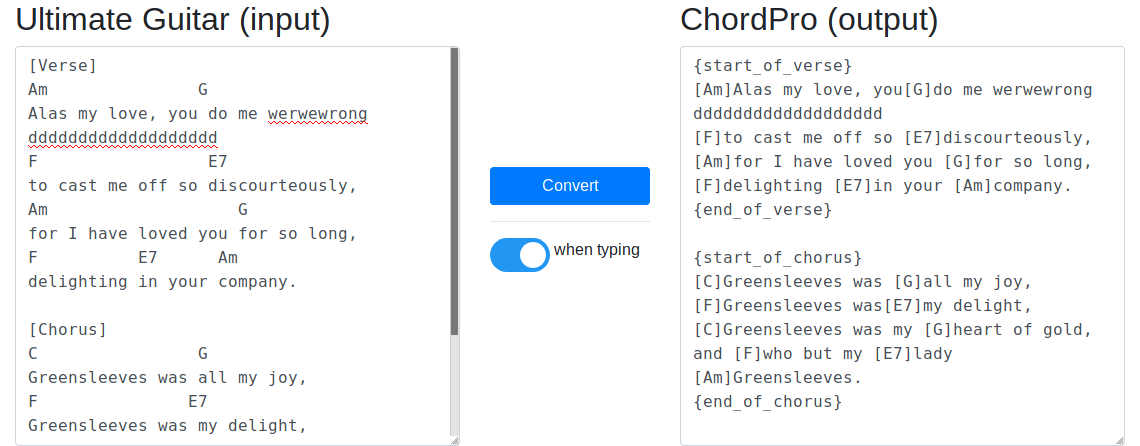 Ultimate Guitar (input)
[Verse]
Am               G
Alas my love, you do me werwewrong
ddddddddddddddddddd
F                 E7
to cast me off so discourteously,
Am                   G
for I have loved you for so long,
F          E7      Am
delighting in your company.

[Chorus]
C                G
Greensleeves was all my joy,
F               E7
Greensleeves was my delight,
Convert
when typing
ChordPro (output)
{start_of_verse}
[Am]Alas my love, you[G]do me werwewrong
ddddddddddddddddddd
[F]to cast me off so [E7]discourteously,
[Am]for I have loved you [G]for so long,
[F]delighting [E7]in your [Am]company.
{end_of_verse}

{start_of_chorus}
[C]Greensleeves was [G]all my joy,
[F]Greensleeves was[E7]my delight,
[C]Greensleeves was my [G]heart of gold,
and [F]who but my [E7]lady
[Am]Greensleeves.
{end_of_chorus}